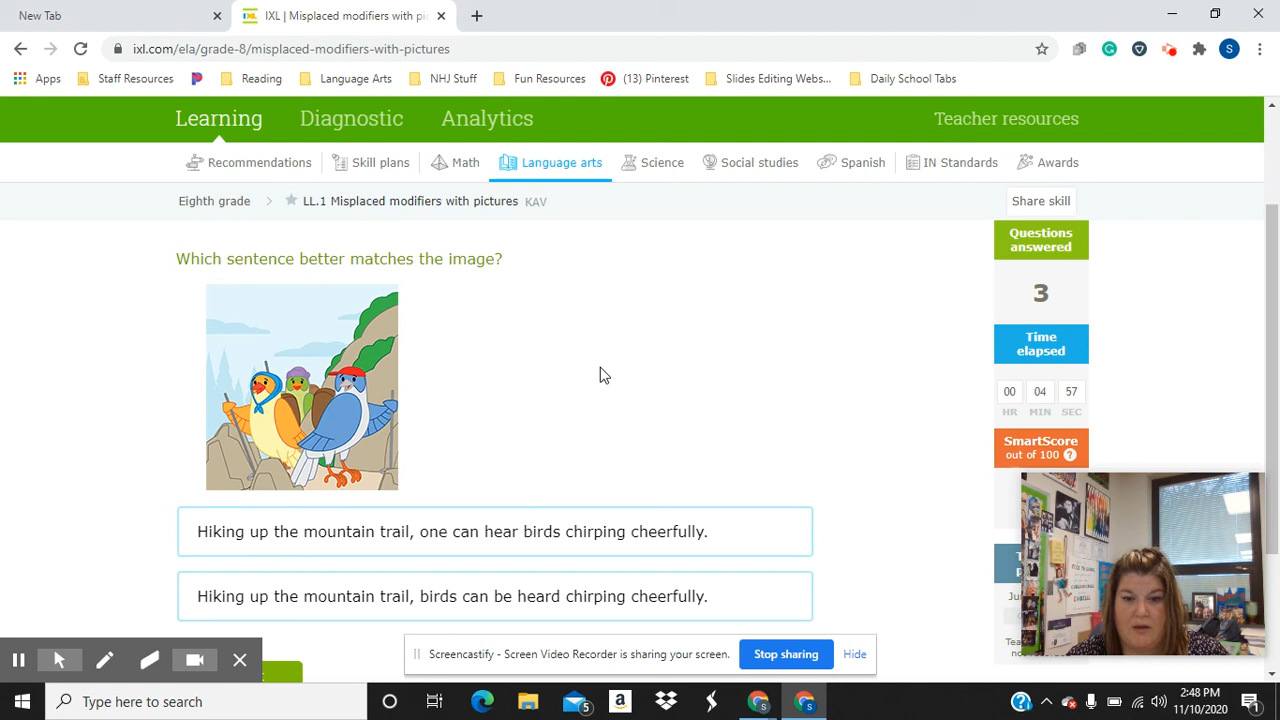 New Tab
IXL | Misplaced modifiers with pic
ixl.com/ela/grade-8/misplaced-modifiers-with-pictures
S
Apps Staff Resources Reading Language Arts NHJ Stuff Fun Resources (13) Pinterest Slides Editing Webs... Daily School Tabs
Learning Diagnostic Analytics Teacher resources
Recommendations Skill plans Math Language arts Science Social studies Spanish IN Standards Awards
Eighth grade > LL.1 Misplaced modifiers with pictures KAV Share skill
Questions
answered
3
Time
elapsed
00 04 57
HR MIN SEC
SmartScore
out of 100 ?
Which sentence better matches the image?
Hiking up the mountain trail, one can hear birds chirping cheerfully.
Hiking up the mountain trail, birds can be heard chirping cheerfully.
Screencastify - Screen Video Recorder is sharing your screen. Stop sharing Hide
Type here to search
5
2:48 PM
11/10/2020
1